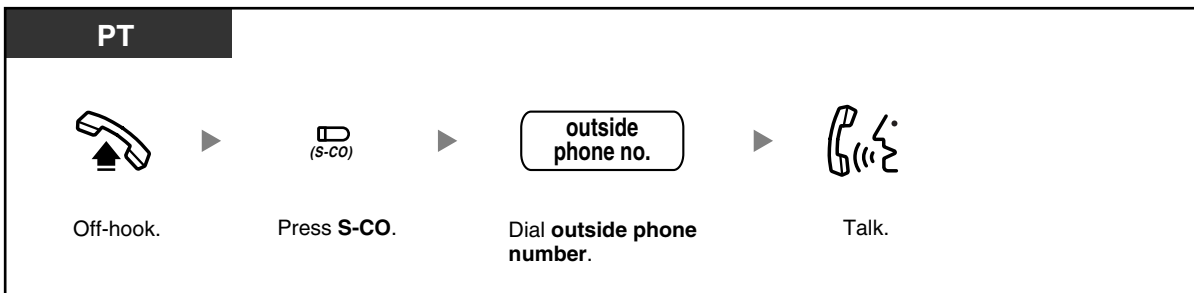 PT
(S-CO)
outside
phone no.
Off-hook.
Press S-CO.
Dial outside phone
number.
Talk.